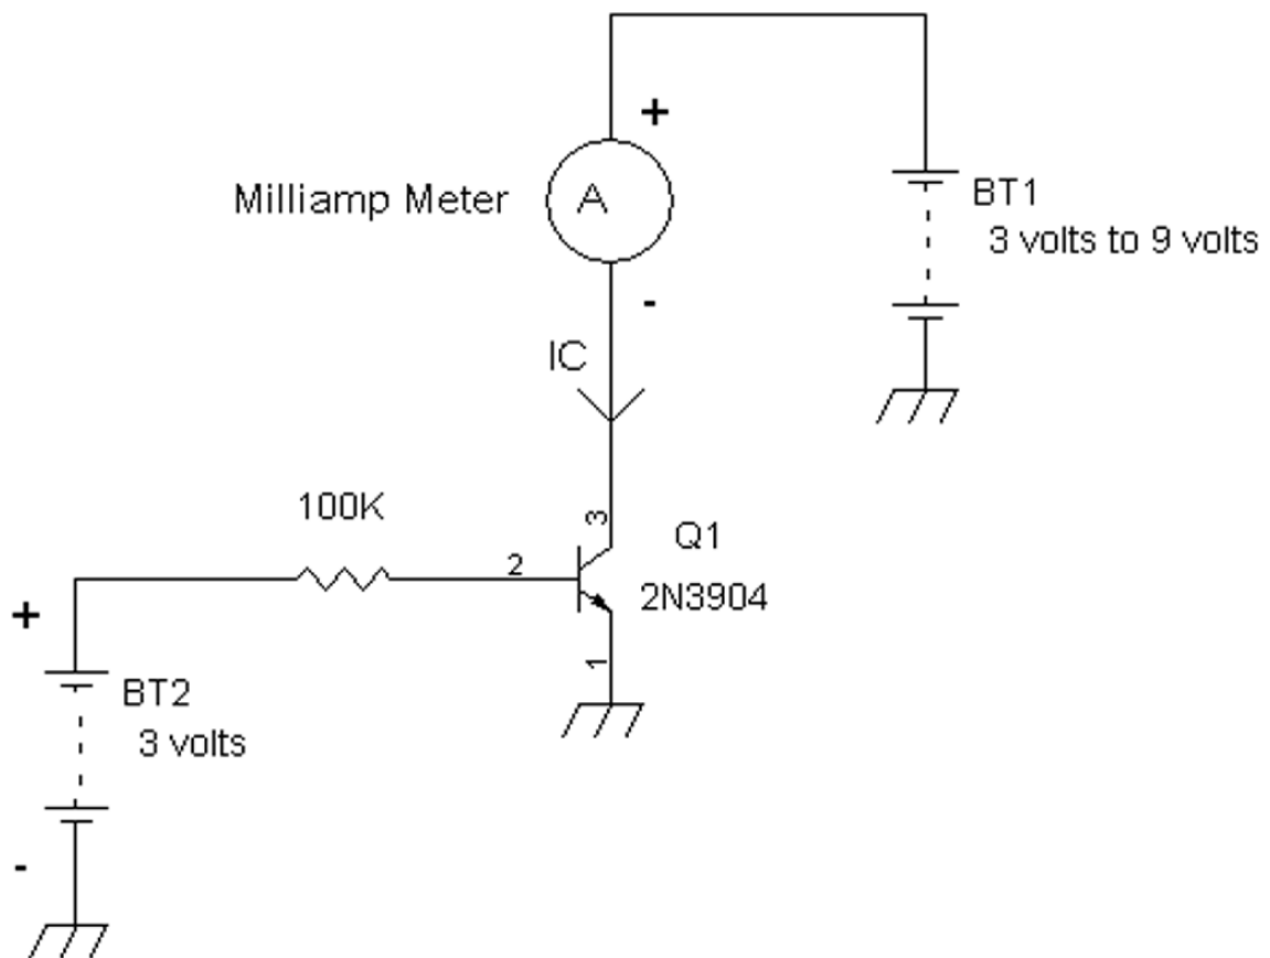 +
Milliamp Meter
A
BT1
3 volts to 9 volts
-
IC
100K
3
Q1
2
2N3904
+
1
BT2
3 volts
-